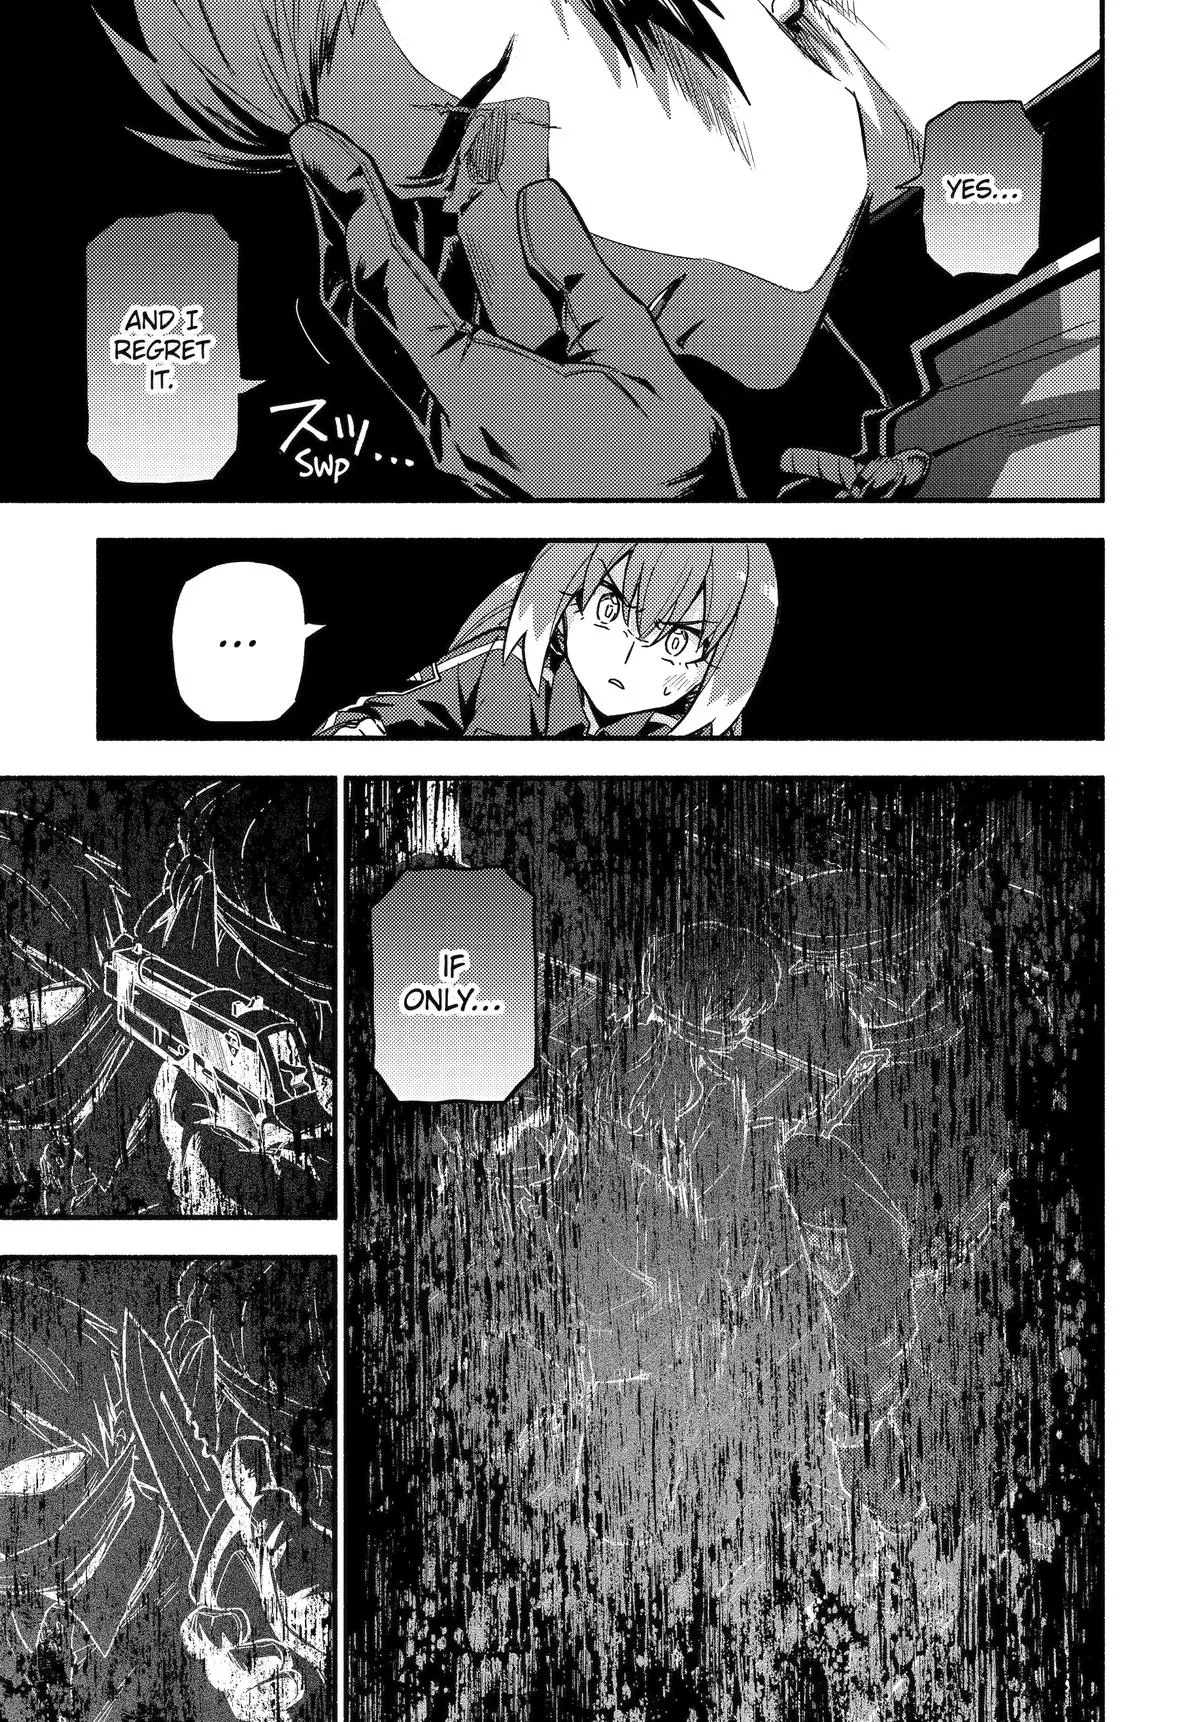 YES...
AND I
REGRET
IT.
スッ...
SWP
...
IF
ONLY...